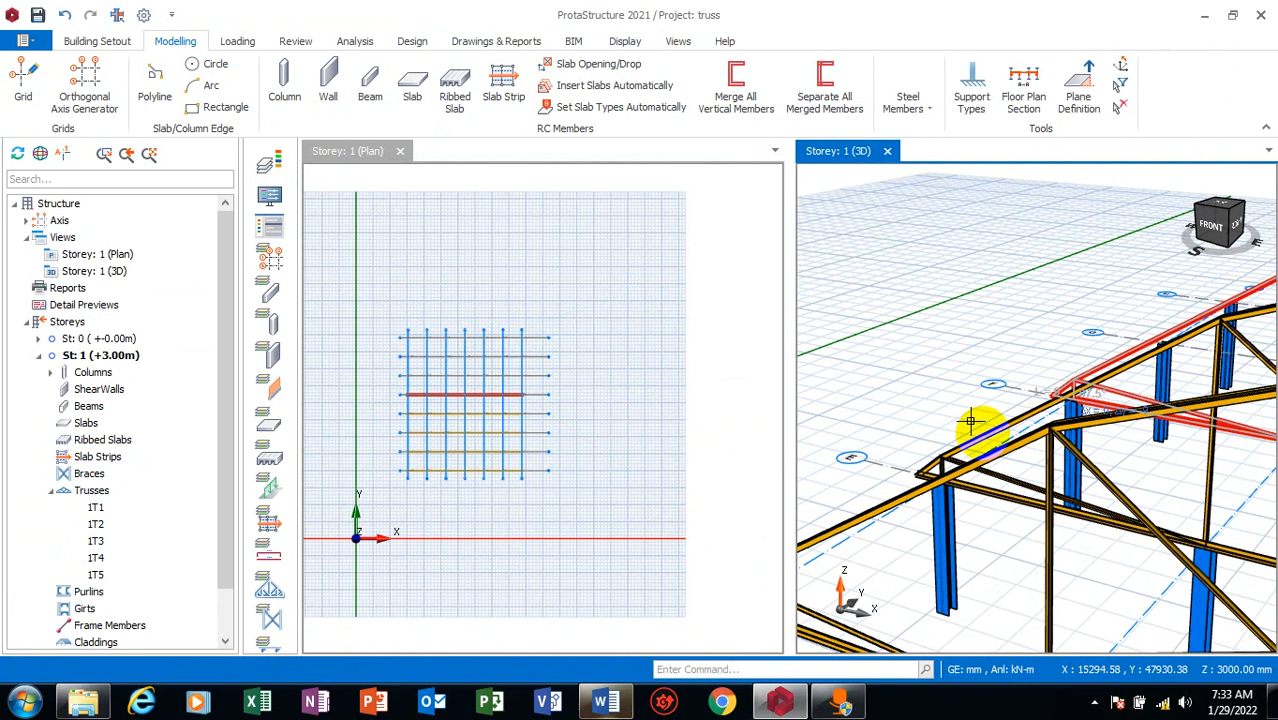 ProtaStructure 2021 / Project: truss
Building Setout Modelling Loading Review Analysis Design Drawings & Reports BIM Display Views Help
Grid
Orthogonal Axis Generator
Grids
Polyline
Circle
Arc
Rectangle
Slab/Column Edge
Column
Wall
Beam
Slab
Ribbed Slab
Slab Strip
Slab Opening/Drop
Insert Slabs Automatically
Set Slab Types Automatically
RC Members
Merge All Vertical Members
Separate All Merged Members
Steel Members
Support Types
Floor Plan Section
Plane Definition
Tools
Search...
Structure
Axis
Views
Storey: 1 (Plan)
Storey: 1 (3D)
Reports
Detail Previews
Storeys
St: 0 ( +-0.00m)
St: 1 (+3.00m)
Columns
ShearWalls
Beams
Slabs
Ribbed Slabs
Slab Strips
Braces
Trusses
1T1
1T2
1T3
1T4
1T5
Purlins
Girts
Frame Members
Claddings
Storey: 1 (Plan)
Y
Z
X
Storey: 1 (3D)
FRONT
S
E
G
F
E
Z
Y
X
Enter Command...
GE: mm , Anl: kN-m
X : 15294.58 , Y : 47930.38
Z : 3000.00 mm
7:33 AM
1/29/2022